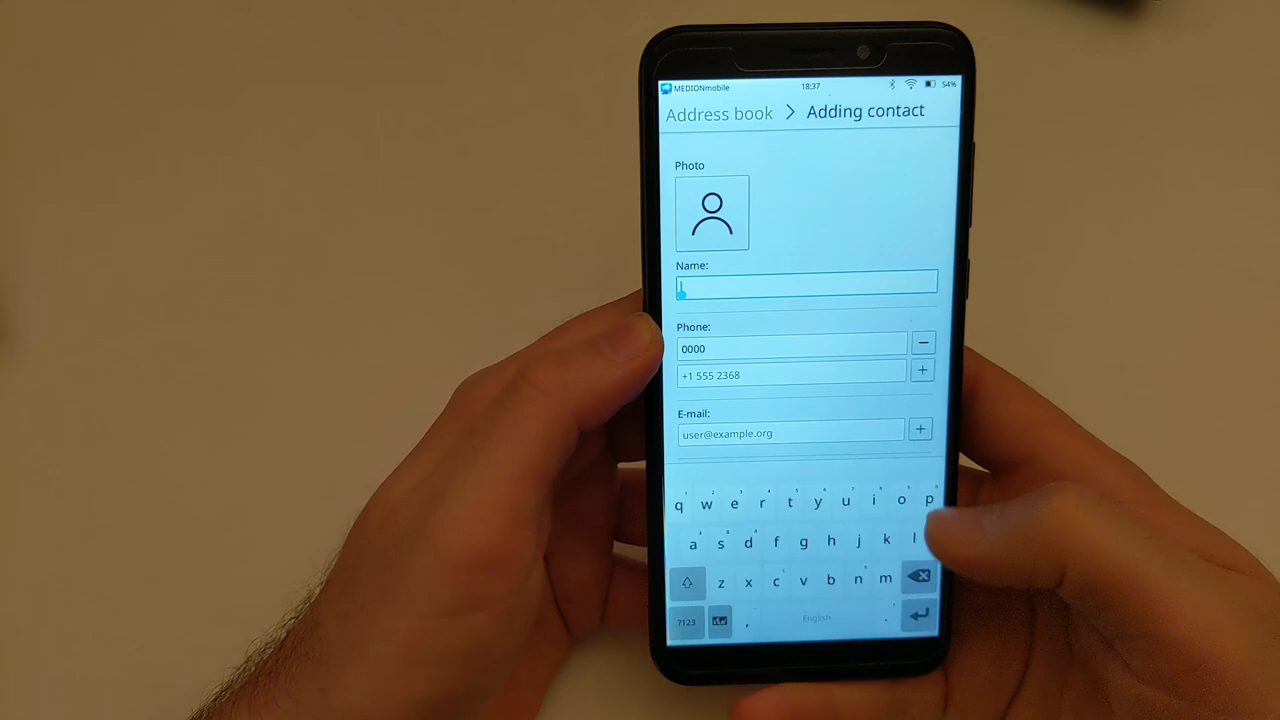 MEDIONmobile 18:37 54%
Address book > Adding contact
Photo
Name:
Phone:
0000 −
+1 555 2368 +
E-mail:
user@example.org +
q w e r t y u i o p
a s d f g h j k l
z x c v b n m
?123 , English .